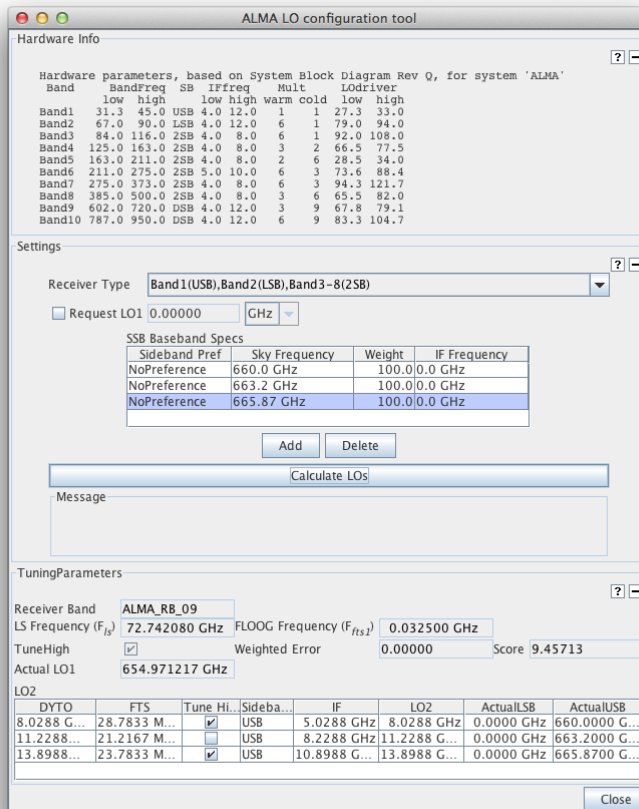 ALMA LO configuration tool
Hardware Info
? −
Hardware parameters, based on System Block Diagram Rev Q, for system 'ALMA'
Band BandFreq SB IFfreq Mult LOdriver
low high low high warm cold low high
Band1 31.3 45.0 USB 4.0 12.0 1 1 27.3 33.0
Band2 67.0 90.0 LSB 4.0 12.0 6 1 79.0 94.0
Band3 84.0 116.0 2SB 4.0 8.0 6 1 92.0 108.0
Band4 125.0 163.0 2SB 4.0 8.0 3 2 66.5 77.5
Band5 163.0 211.0 2SB 4.0 8.0 2 6 28.5 34.0
Band6 211.0 275.0 2SB 5.0 10.0 6 3 73.6 88.4
Band7 275.0 373.0 2SB 4.0 8.0 6 3 94.3 121.7
Band8 385.0 500.0 2SB 4.0 8.0 3 6 65.5 82.0
Band9 602.0 720.0 DSB 4.0 12.0 3 9 67.8 79.1
Band10 787.0 950.0 DSB 4.0 12.0 6 9 83.3 104.7
Settings
? −
Receiver Type Band1(USB),Band2(LSB),Band3-8(2SB)
Request LO1 0.00000 GHz
SSB Baseband Specs
Sideband Pref Sky Frequency Weight IF Frequency
NoPreference 660.0 GHz 100.0 0.0 GHz
NoPreference 663.2 GHz 100.0 0.0 GHz
NoPreference 665.87 GHz 100.0 0.0 GHz
Add Delete
Calculate LOs
Message
TuningParameters
? −
Receiver Band ALMA_RB_09
LS Frequency (F_ls) 72.742080 GHz FLOOG Frequency (F_fts1) 0.032500 GHz
TuneHigh Weighted Error 0.00000 Score 9.45713
Actual LO1 654.971217 GHz
LO2
DYTO FTS Tune Hi... Sideba... IF LO2 ActualLSB ActualUSB
8.0288 G... 28.7833 M... USB 5.0288 GHz 8.0288 G... 0.0000 GHz 660.0000 G...
11.2288... 21.2167 M... USB 8.2288 GHz 11.2288 G... 0.0000 GHz 663.2000 G...
13.8988... 23.7833 M... USB 10.8988 GHz 13.8988 G... 0.0000 GHz 665.8700 G...
Close